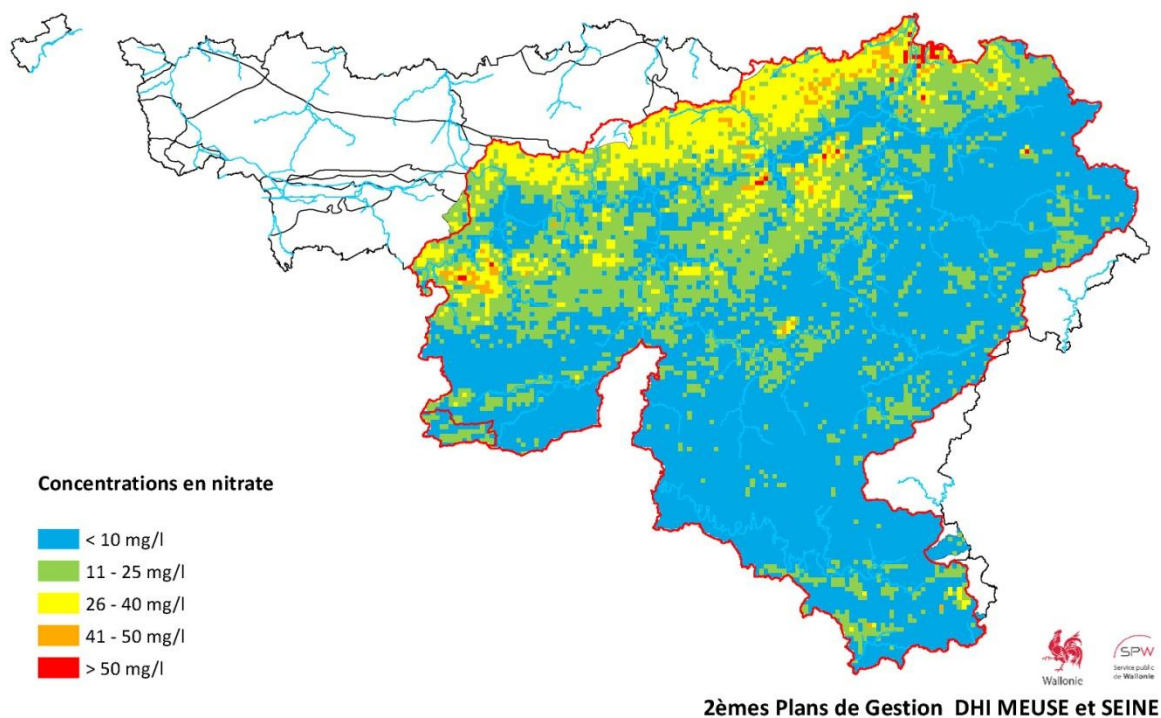 Concentrations en nitrate
< 10 mg/l
11 - 25 mg/l
26 - 40 mg/l
41 - 50 mg/l
> 50 mg/l
Wallonie
SPW
Service public
de Wallonie
2èmes Plans de Gestion DHI MEUSE et SEINE